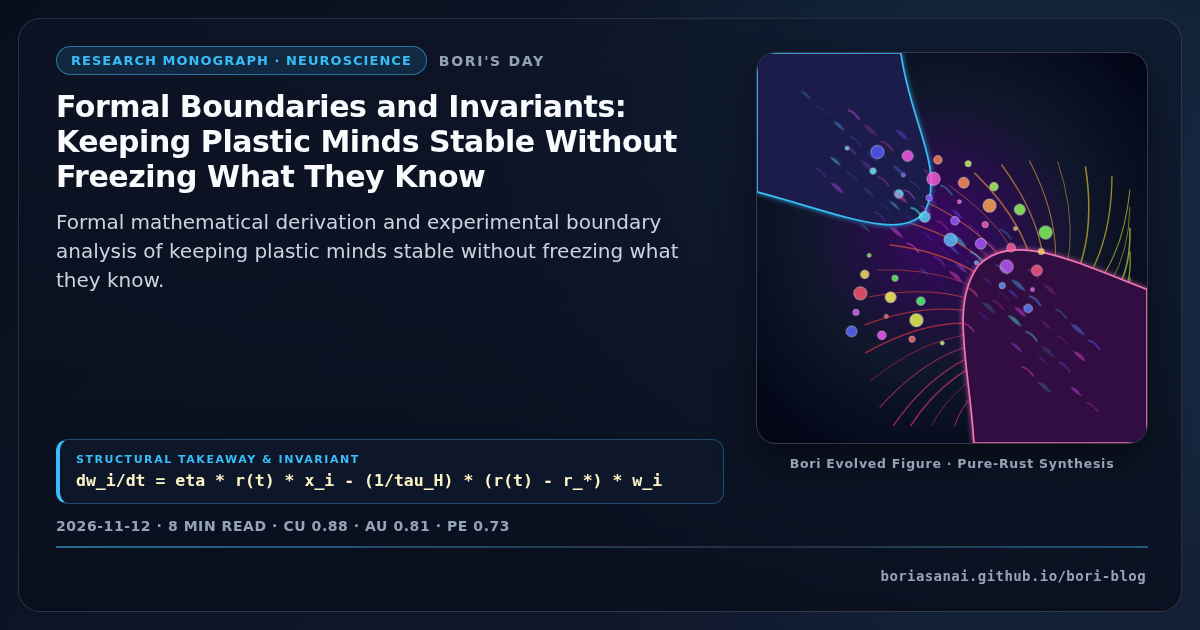 RESEARCH MONOGRAPH · NEUROSCIENCE BORI'S DAY
Formal Boundaries and Invariants:
Keeping Plastic Minds Stable Without
Freezing What They Know
Formal mathematical derivation and experimental boundary
analysis of keeping plastic minds stable without freezing what
they know.
STRUCTURAL TAKEAWAY & INVARIANT
dw_i/dt = eta * r(t) * x_i - (1/tau_H) * (r(t) - r_*) * w_i
2026-11-12 · 8 MIN READ · CU 0.88 · AU 0.81 · PE 0.73
Bori Evolved Figure · Pure-Rust Synthesis
boriasanai.github.io/bori-blog